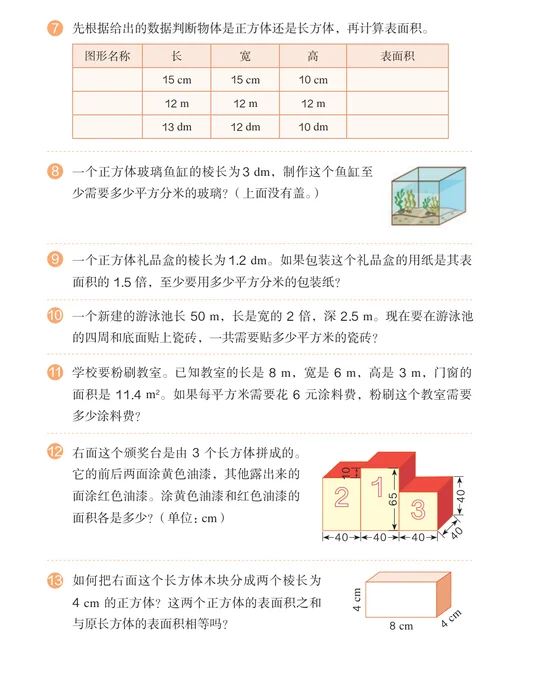 7 先根据给出的数据判断物体是正方体还是长方体，再计算表面积。
图形名称 长 宽 高 表面积
15 cm 15 cm 10 cm
12 m 12 m 12 m
13 dm 12 dm 10 dm
8 一个正方体玻璃鱼缸的棱长为3 dm，制作这个鱼缸至
少需要多少平方分米的玻璃？（上面没有盖。）
9 一个正方体礼品盒的棱长为1.2 dm。如果包装这个礼品盒的用纸是其表
面积的 1.5 倍，至少要用多少平方分米的包装纸？
10 一个新建的游泳池长 50 m，长是宽的 2 倍，深 2.5 m。现在要在游泳池
的四周和底面贴上瓷砖，一共需要贴多少平方米的瓷砖？
11 学校要粉刷教室。已知教室的长是 8 m，宽是 6 m，高是 3 m，门窗的
面积是 11.4 m²。如果每平方米需要花 6 元涂料费，粉刷这个教室需要
多少涂料费？
12 右面这个颁奖台是由 3 个长方体拼成的。
它的前后两面涂黄色油漆，其他露出来的
面涂红色油漆。涂黄色油漆和红色油漆的
面积各是多少？（单位：cm）
10
2 1 3
65
40
40
40 40 40
13 如何把右面这个长方体木块分成两个棱长为
4 cm 的正方体？这两个正方体的表面积之和
与原长方体的表面积相等吗？
4 cm
8 cm
4 cm